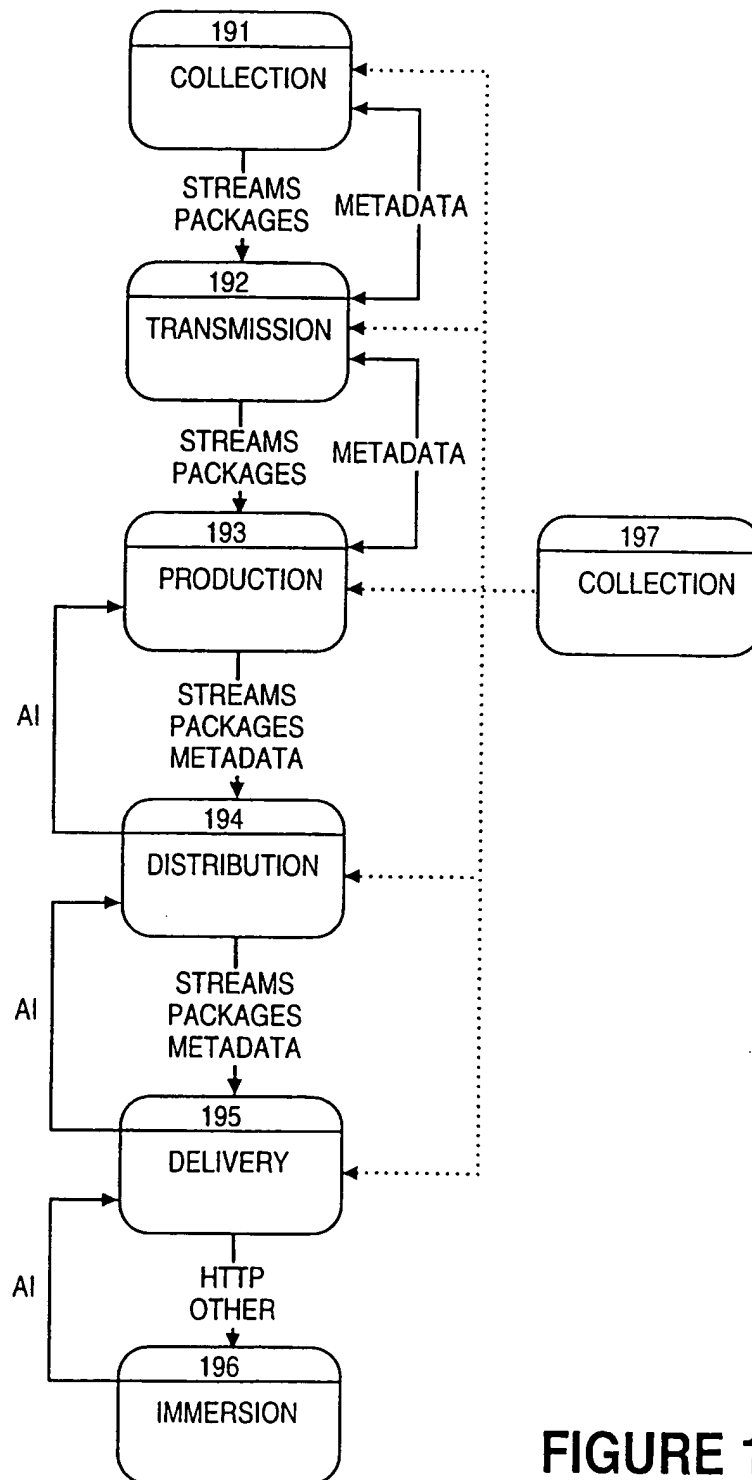 191
COLLECTION
STREAMS
PACKAGES
METADATA
192
TRANSMISSION
STREAMS
PACKAGES
METADATA
193
PRODUCTION
197
COLLECTION
AI
STREAMS
PACKAGES
METADATA
194
DISTRIBUTION
AI
STREAMS
PACKAGES
METADATA
195
DELIVERY
AI
HTTP
OTHER
196
IMMERSION
FIGURE 1